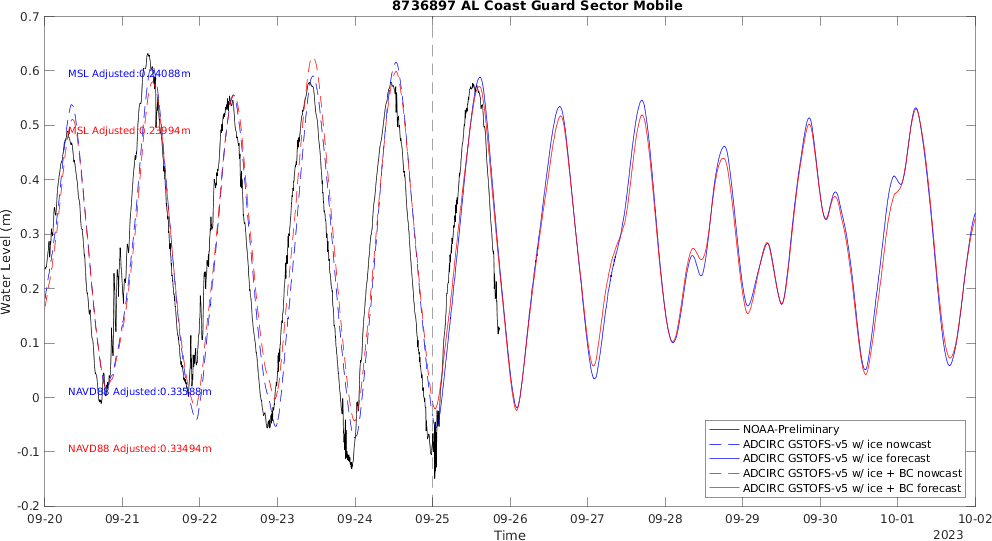 8736897 AL Coast Guard Sector Mobile
0.7
0.6
0.5
0.4
0.3
0.2
0.1
0
-0.1
-0.2
Water Level (m)
MSL Adjusted:0.24088m
MSL Adjusted:0.23994m
NAVD88 Adjusted:0.33588m
NAVD88 Adjusted:0.33494m
NOAA-Preliminary
ADCIRC GSTOFS-v5 w/ ice nowcast
ADCIRC GSTOFS-v5 w/ ice forecast
ADCIRC GSTOFS-v5 w/ ice + BC nowcast
ADCIRC GSTOFS-v5 w/ ice + BC forecast
09-20 09-21 09-22 09-23 09-24 09-25 09-26 09-27 09-28 09-29 09-30 10-01 10-02
Time
2023